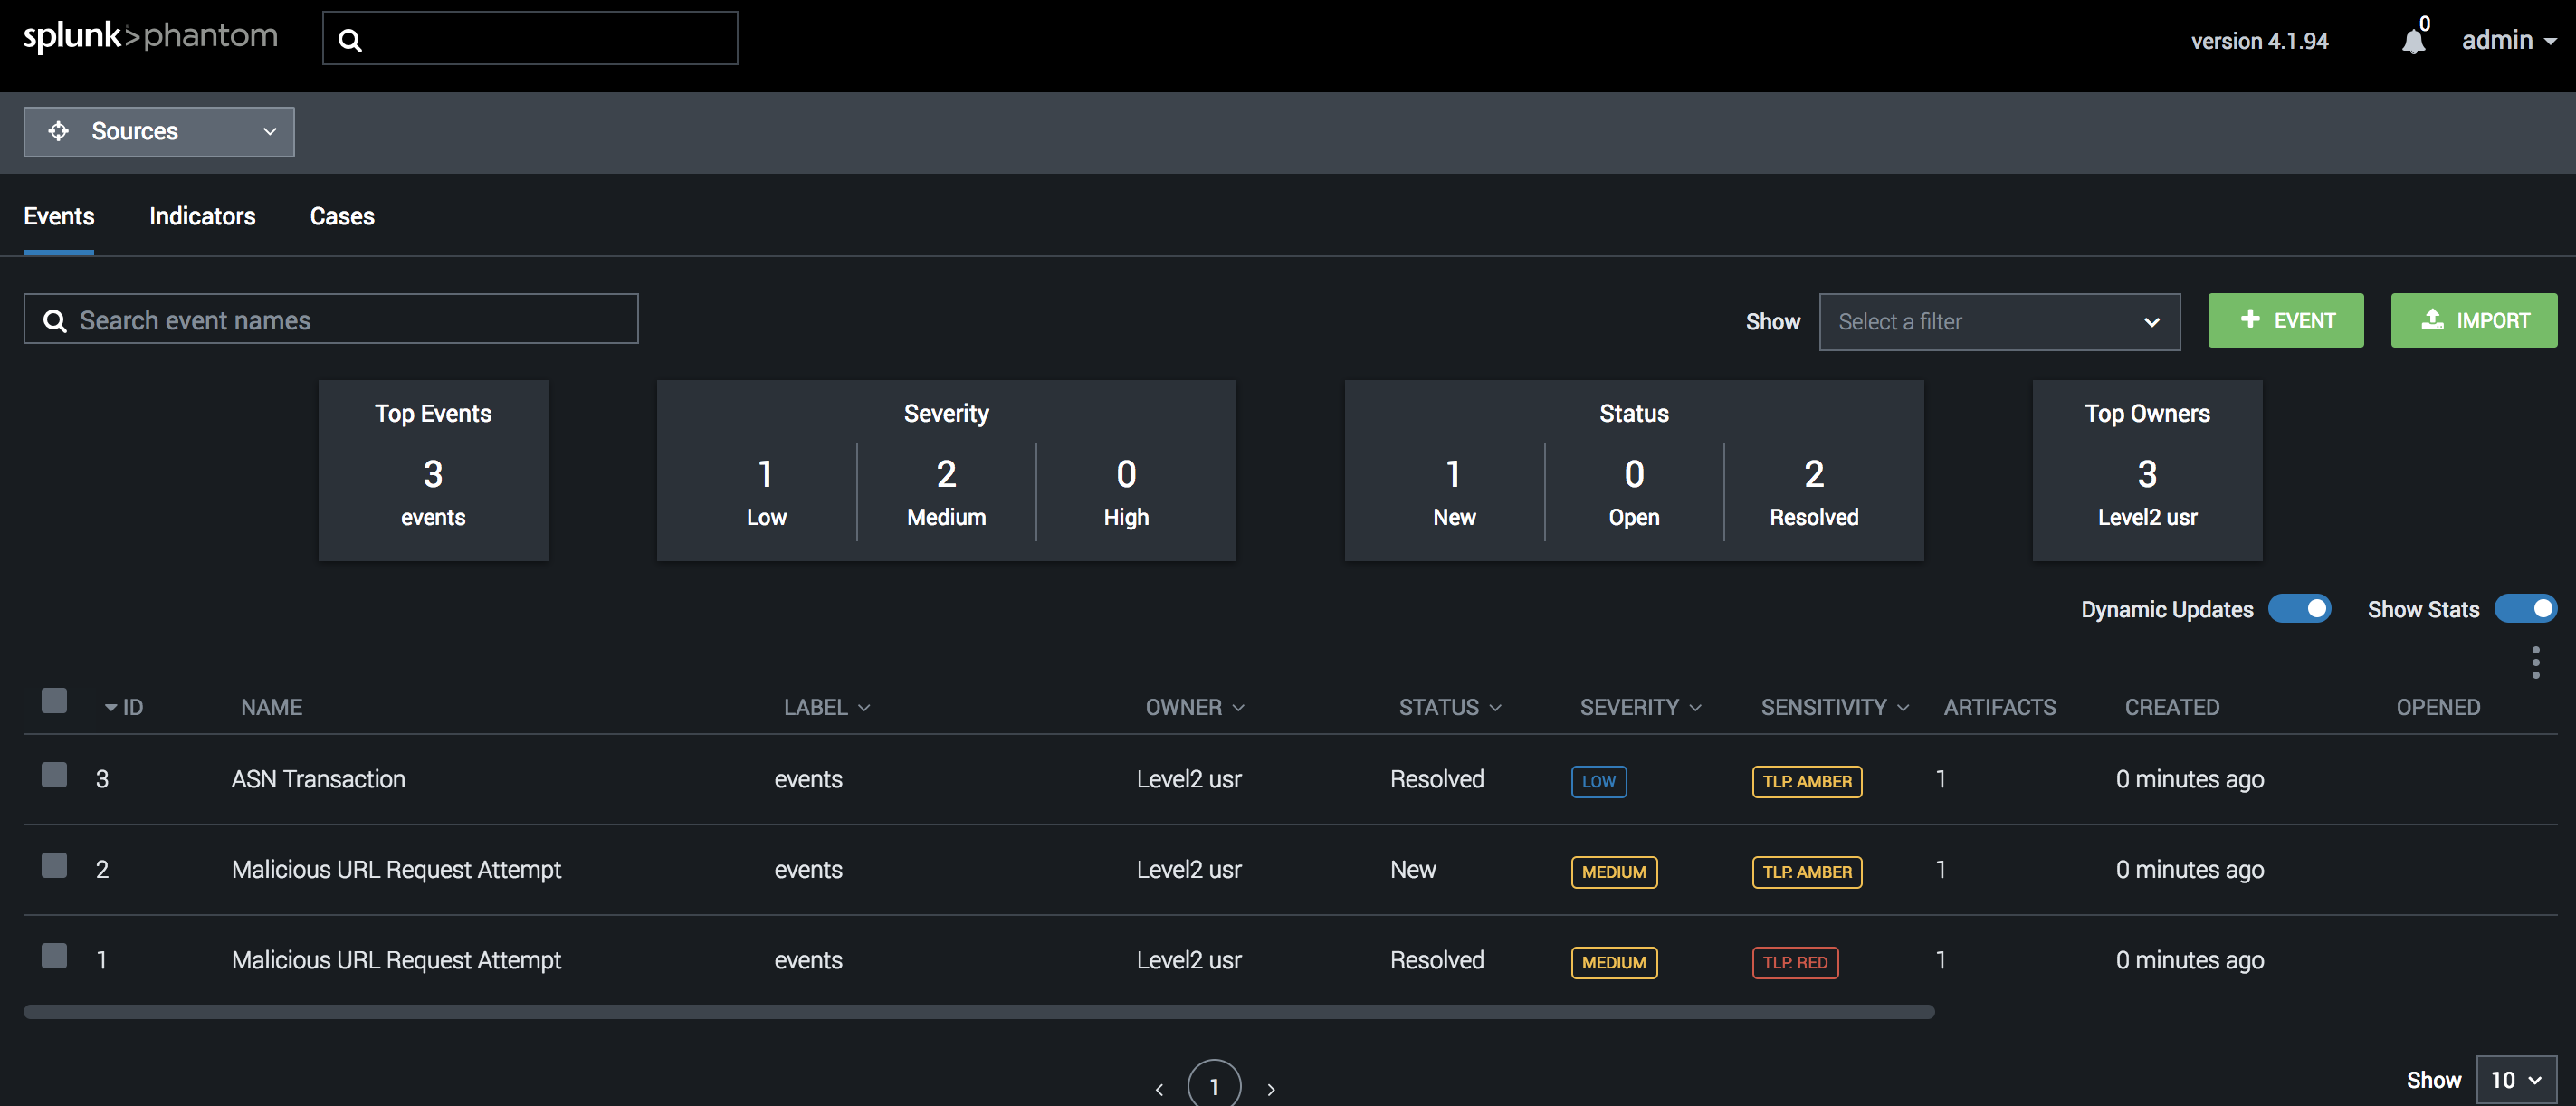 splunk>phantom
version 4.1.94
0
admin
Sources
Events Indicators Cases
Search event names
Show Select a filter
+ EVENT
IMPORT
Top Events
3
events
Severity
1 2 0
Low Medium High
Status
1 0 2
New Open Resolved
Top Owners
3
Level2 usr
Dynamic Updates Show Stats
ID NAME LABEL OWNER STATUS SEVERITY SENSITIVITY ARTIFACTS CREATED OPENED
3 ASN Transaction events Level2 usr Resolved LOW TLP: AMBER 1 0 minutes ago
2 Malicious URL Request Attempt events Level2 usr New MEDIUM TLP: AMBER 1 0 minutes ago
1 Malicious URL Request Attempt events Level2 usr Resolved MEDIUM TLP: RED 1 0 minutes ago
‹ 1 ›
Show 10